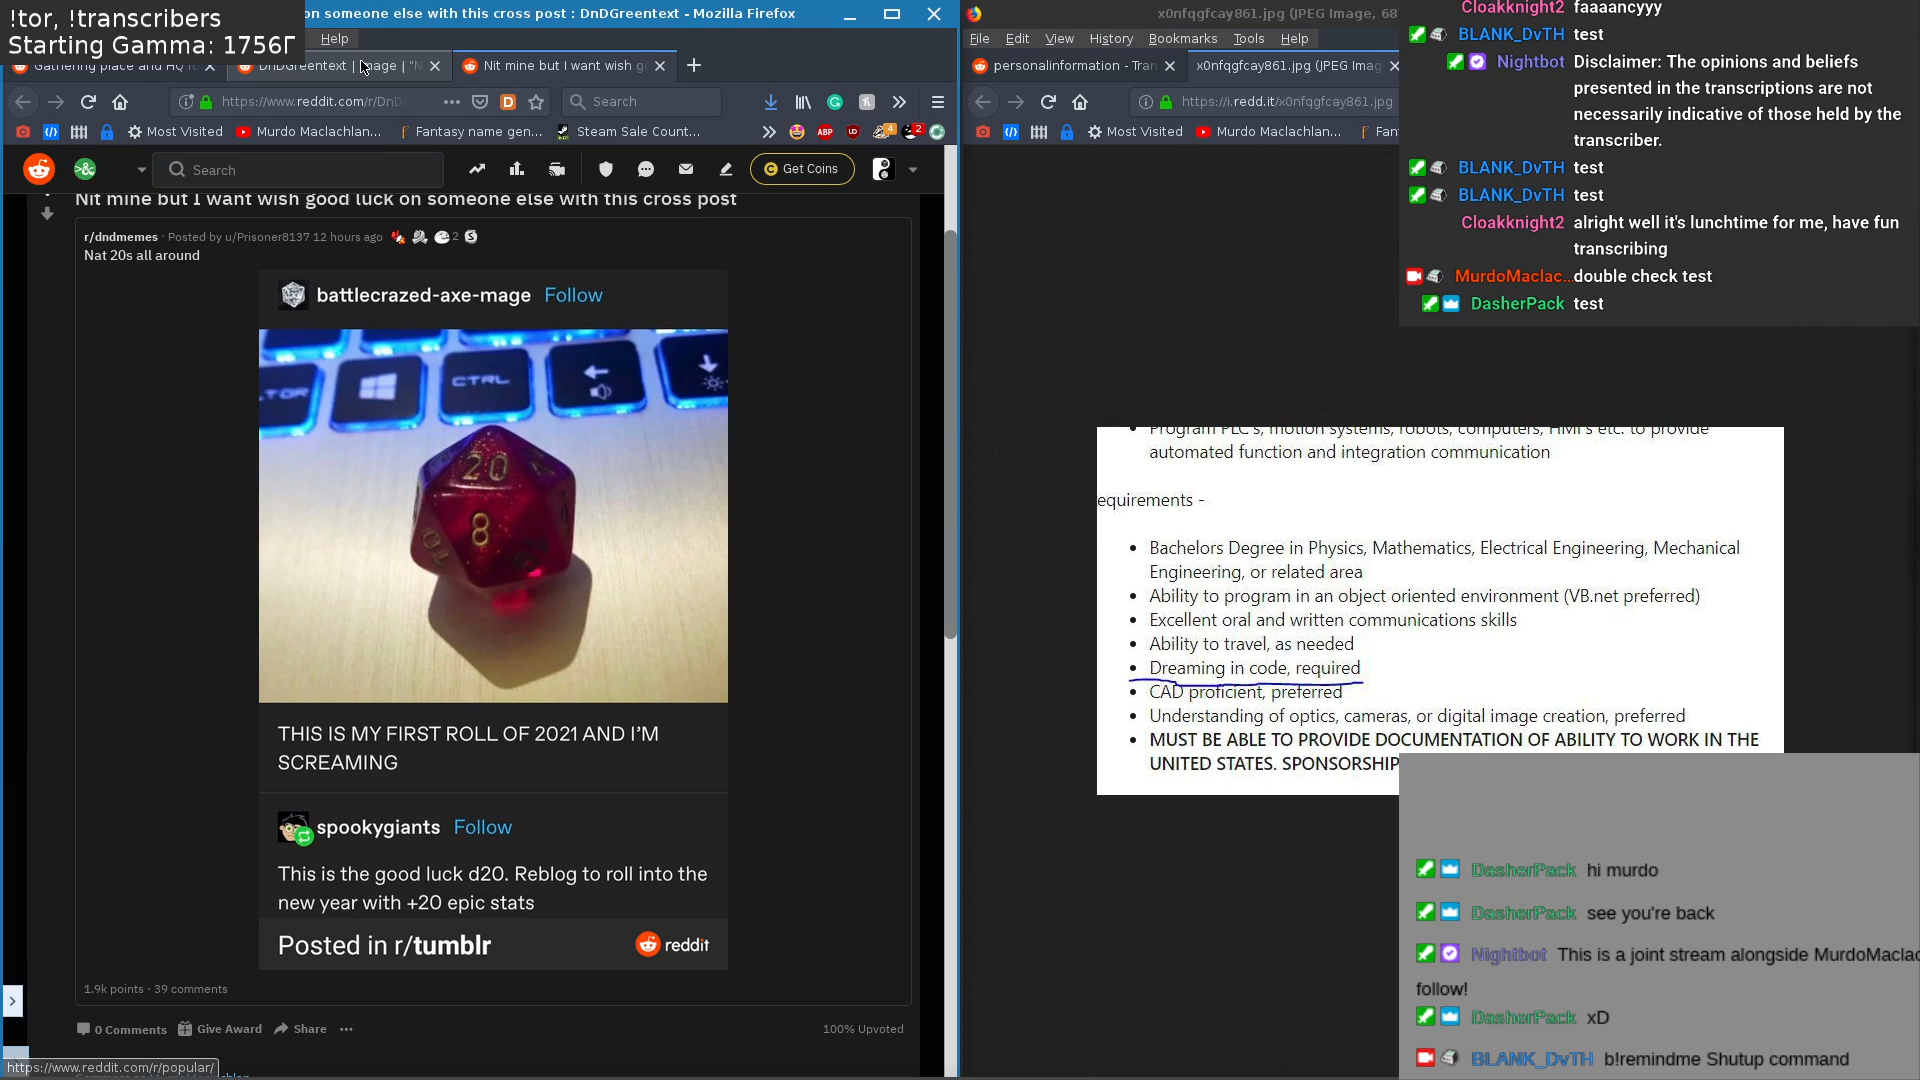 !tor, !transcribers
Starting Gamma: 1756Γ
on someone else with this cross post : DnDGreentext - Mozilla Firefox
Help
Gathering place and HQ
DnDGreentext | Image | "N
Nit mine but I want wish g
https://www.reddit.com/r/DnD
Search
Most Visited
Murdo Maclachlan...
Fantasy name gen...
Steam Sale Count...
ABP
4
2
Search
Get Coins
Nit mine but I want wish good luck on someone else with this cross post
r/dndmemes · Posted by u/Prisoner8137 12 hours ago
2
Nat 20s all around
battlecrazed-axe-mage Follow
CTRL
20
8
THIS IS MY FIRST ROLL OF 2021 AND I'M
SCREAMING
spookygiants Follow
This is the good luck d20. Reblog to roll into the
new year with +20 epic stats
Posted in r/tumblr
reddit
1.9k points · 39 comments
0 Comments
Give Award
Share
100% Upvoted
https://www.reddit.com/r/popular/
x0nfqgfcay861.jpg (JPEG Image, 68
File Edit View History Bookmarks Tools Help
personalinformation - Tran
x0nfqgfcay861.jpg (JPEG Imag
https://i.redd.it/x0nfqgfcay861.jpg
Most Visited
Murdo Maclachlan...
Fan
Program PLC's, motion systems, robots, computers, HMI's etc. to provide
automated function and integration communication
equirements -
Bachelors Degree in Physics, Mathematics, Electrical Engineering, Mechanical
Engineering, or related area
Ability to program in an object oriented environment (VB.net preferred)
Excellent oral and written communications skills
Ability to travel, as needed
Dreaming in code, required
CAD proficient, preferred
Understanding of optics, cameras, or digital image creation, preferred
MUST BE ABLE TO PROVIDE DOCUMENTATION OF ABILITY TO WORK IN THE
UNITED STATES. SPONSORSHIP
Cloakknight2 faaaancyyy
BLANK_DvTH test
Nightbot Disclaimer: The opinions and beliefs
presented in the transcriptions are not
necessarily indicative of those held by the
transcriber.
BLANK_DvTH test
BLANK_DvTH test
Cloakknight2 alright well it's lunchtime for me, have fun
transcribing
MurdoMaclac... double check test
DasherPack test
DasherPack hi murdo
DasherPack see you're back
Nightbot This is a joint stream alongside MurdoMaclac
follow!
DasherPack xD
BLANK_DvTH b!remindme Shutup command